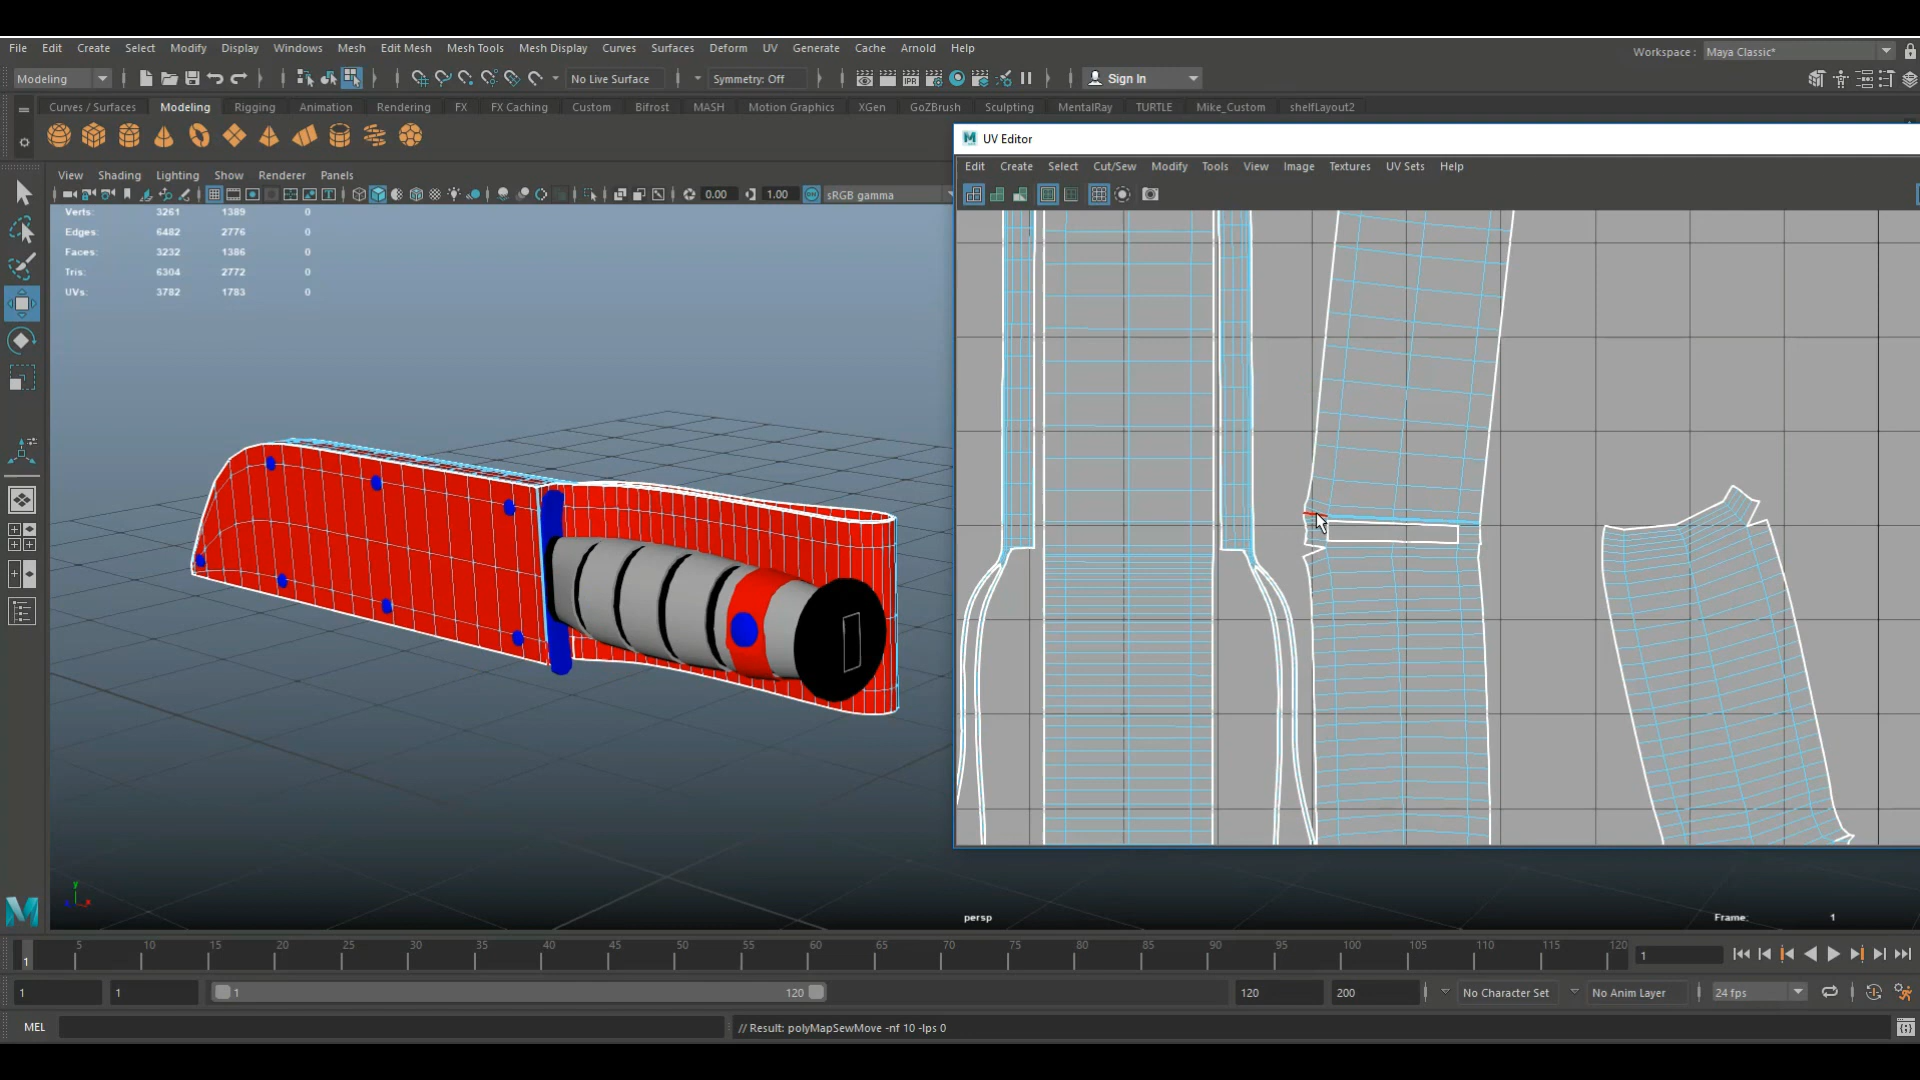 File Edit Create Select Modify Display Windows Mesh Edit Mesh Mesh Tools Mesh Display Curves Surfaces Deform UV Generate Cache Arnold Help
Workspace : Maya Classic*
Modeling No Live Surface Symmetry: Off Sign In
Curves / Surfaces Modeling Rigging Animation Rendering FX FX Caching Custom Bifrost MASH Motion Graphics XGen GoZBrush Sculpting MentalRay TURTLE Mike_Custom shelfLayout2
UV Editor
Edit Create Select Cut/Sew Modify Tools View Image Textures UV Sets Help
View Shading Lighting Show Renderer Panels
0.00 1.00 sRGB gamma
Verts: 3261 1389 0
Edges: 6482 2776 0
Faces: 3232 1386 0
Tris: 6304 2772 0
UVs: 3782 1783 0
persp
Frame: 1
5 10 15 20 25 30 35 40 45 50 55 60 65 70 75 80 85 90 95 100 105 110 115 120
1 1
1 1 1 120 120 200 No Character Set No Anim Layer 24 fps
MEL // Result: polyMapSewMove -nf 10 -lps 0